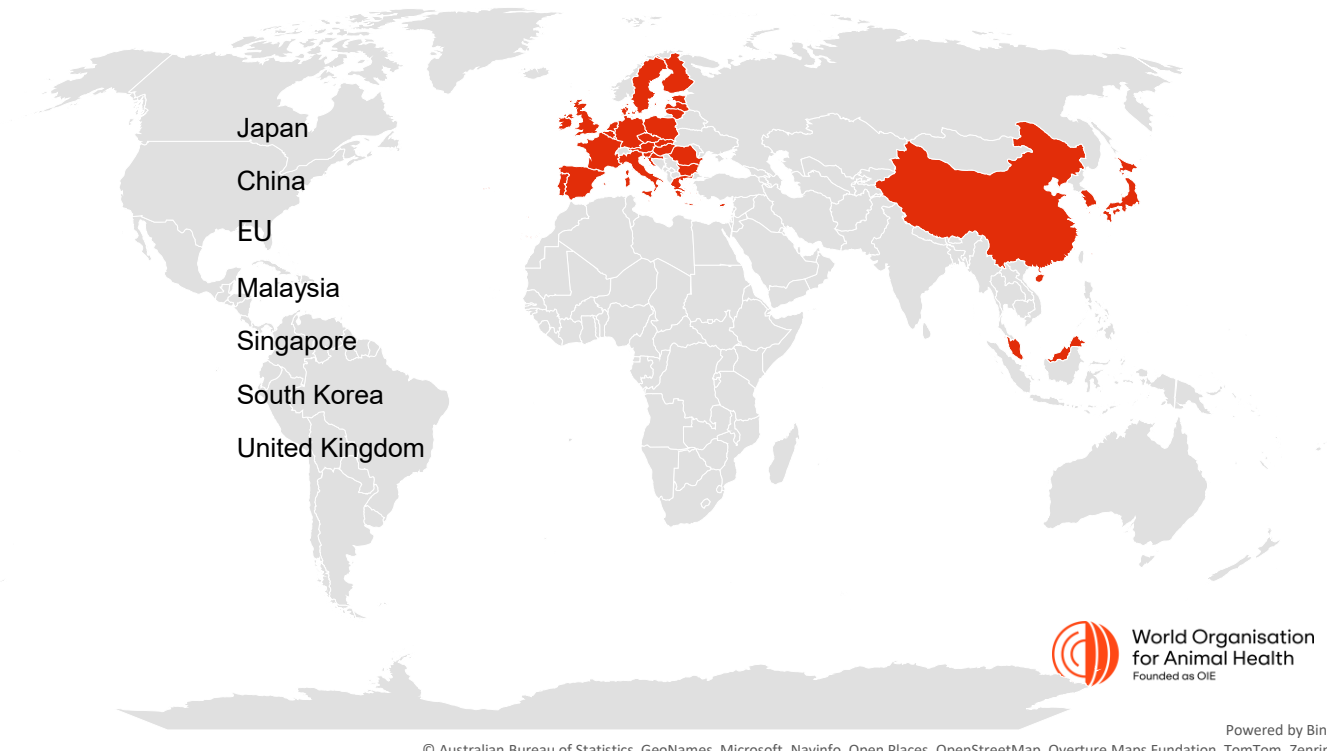 Japan
China
EU
Malaysia
Singapore
South Korea
United Kingdom
World Organisation
for Animal Health
Founded as OIE
Powered by Bin
© Australian Bureau of Statistics, GeoNames, Microsoft, Navinfo, Open Places, OpenStreetMap, Overture Maps Fundation, TomTom, Zenrin